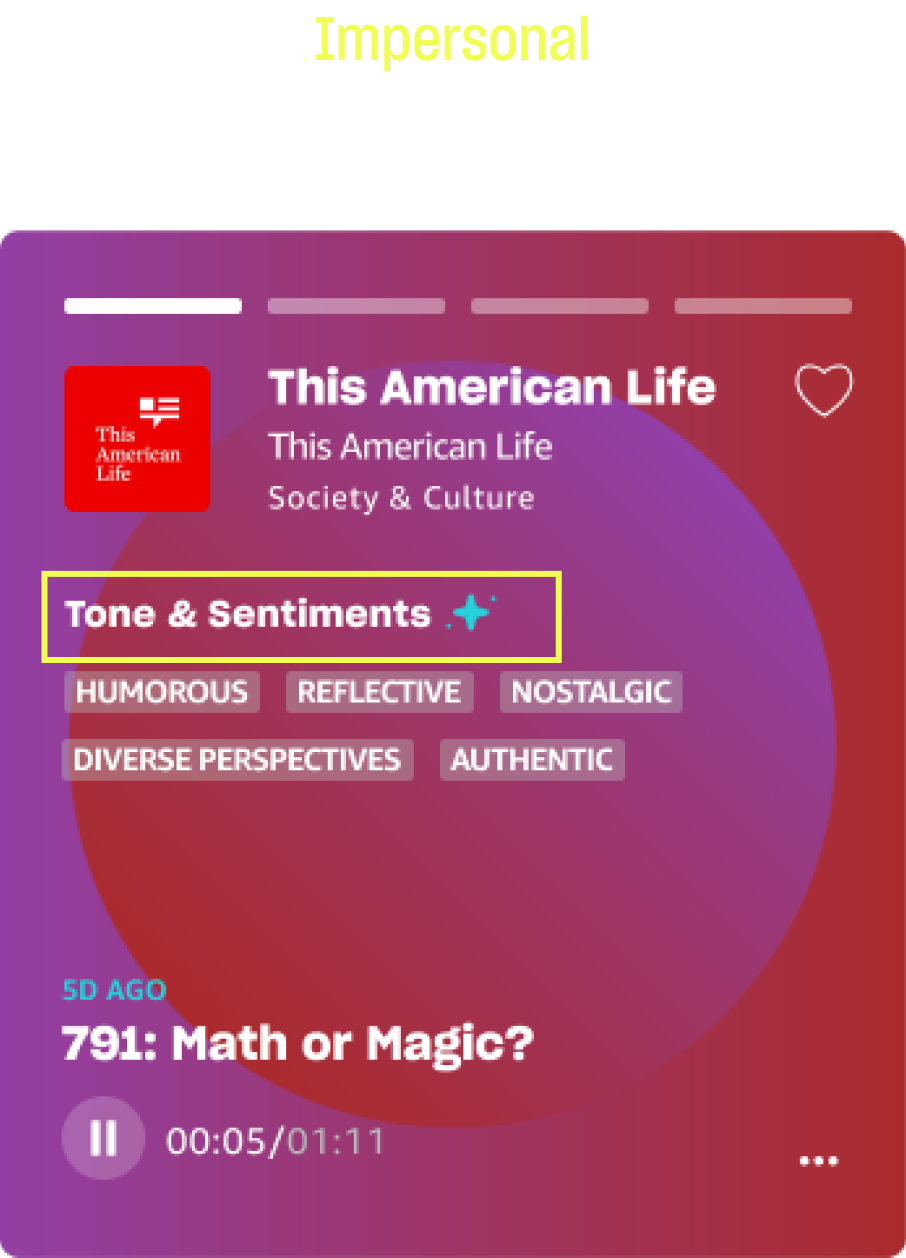 Impersonal
This American Life
This
American
Life
This American Life
Society & Culture
Tone & Sentiments
HUMOROUS REFLECTIVE NOSTALGIC
DIVERSE PERSPECTIVES AUTHENTIC
5D AGO
791: Math or Magic?
00:05/01:11